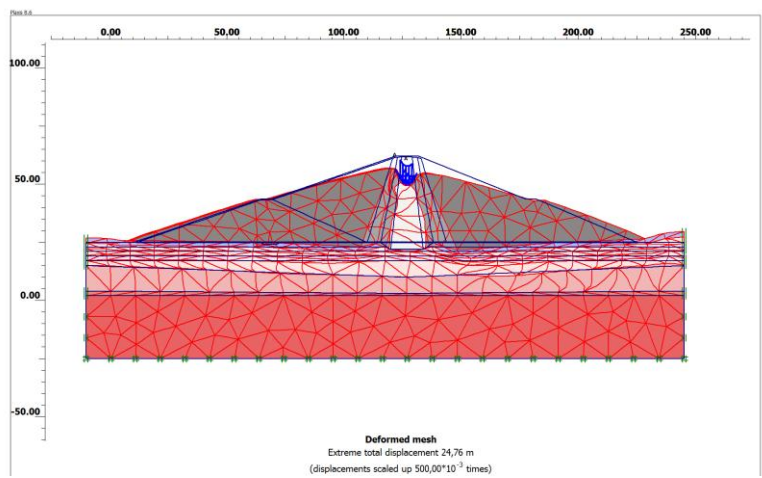 Plaxis 8.6
0.00 50.00 100.00 150.00 200.00 250.00
100.00
50.00
0.00
-50.00
Deformed mesh
Extreme total displacement 24,76 m
(displacements scaled up 500,00*10⁻³ times)